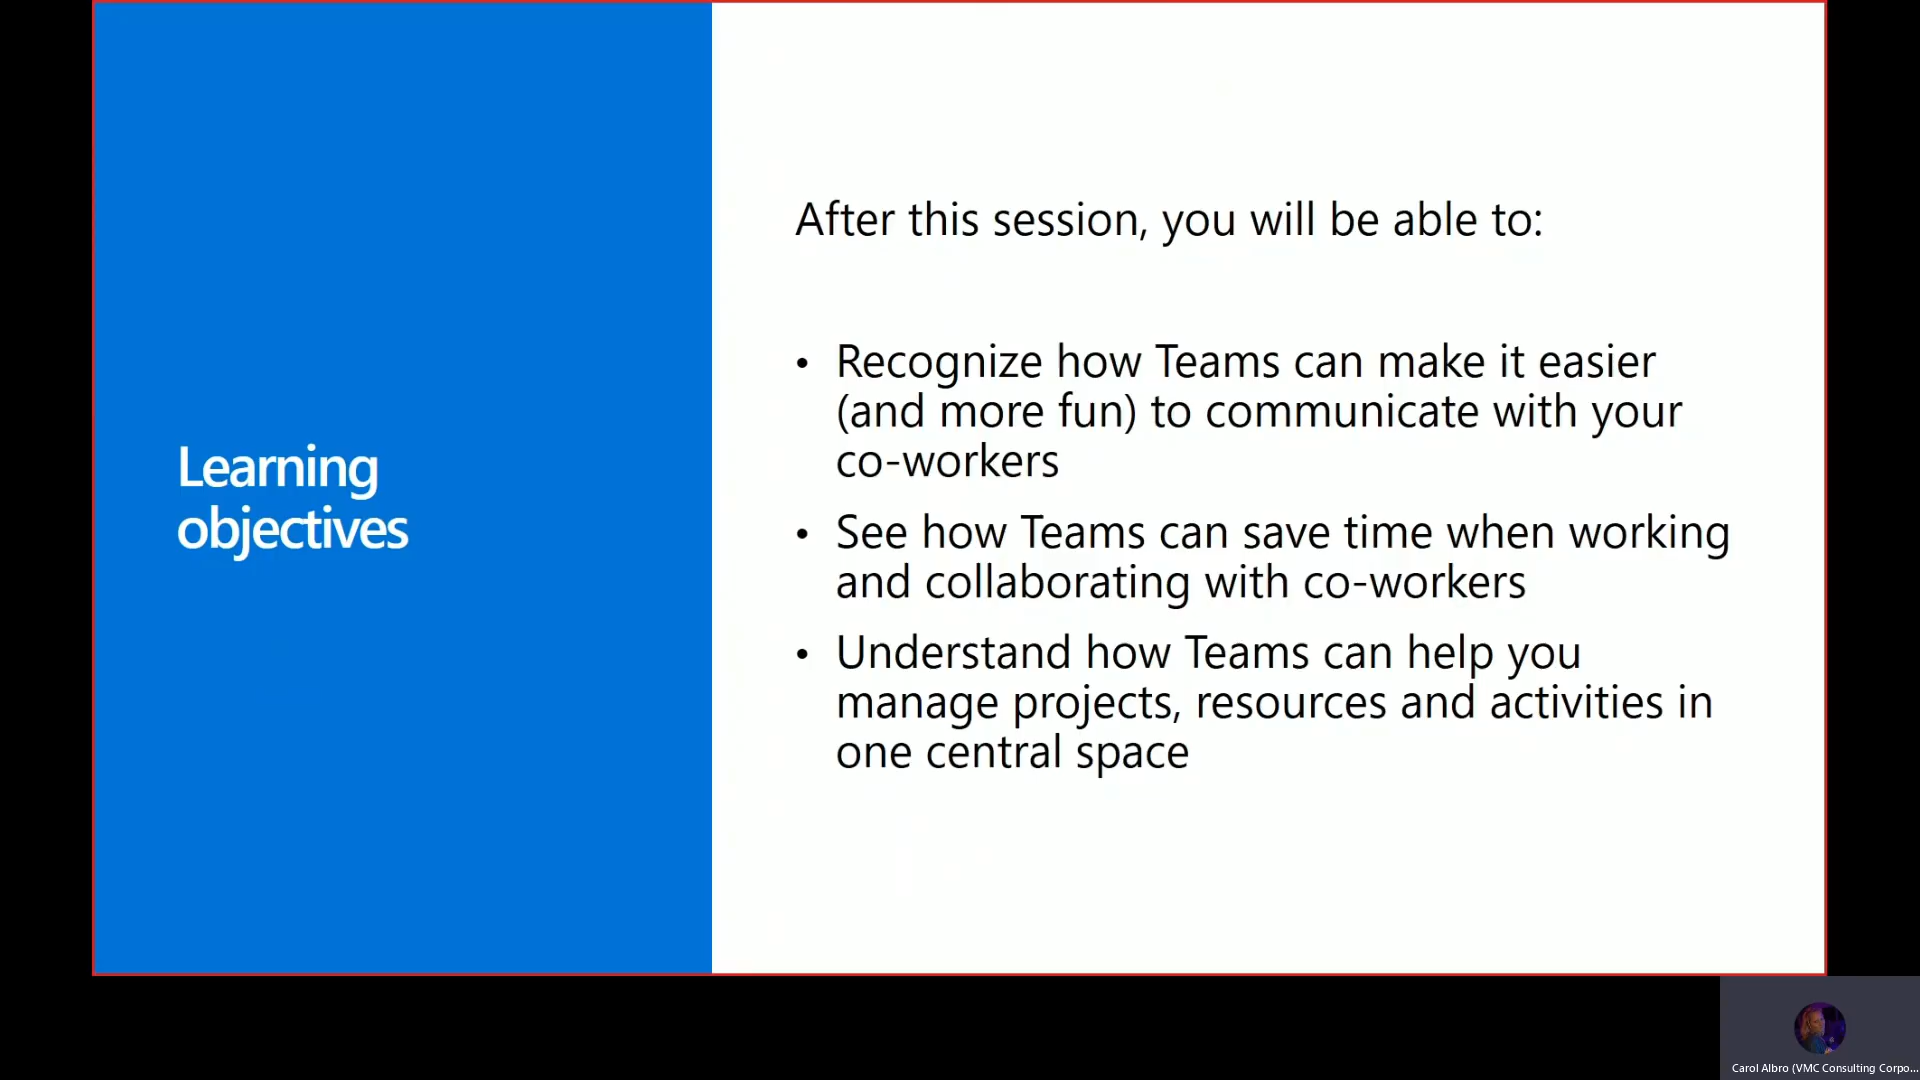 Learning
objectives
After this session, you will be able to:
• Recognize how Teams can make it easier
(and more fun) to communicate with your
co-workers
• See how Teams can save time when working
and collaborating with co-workers
• Understand how Teams can help you
manage projects, resources and activities in
one central space
Carol Albro (VMC Consulting Corpo...